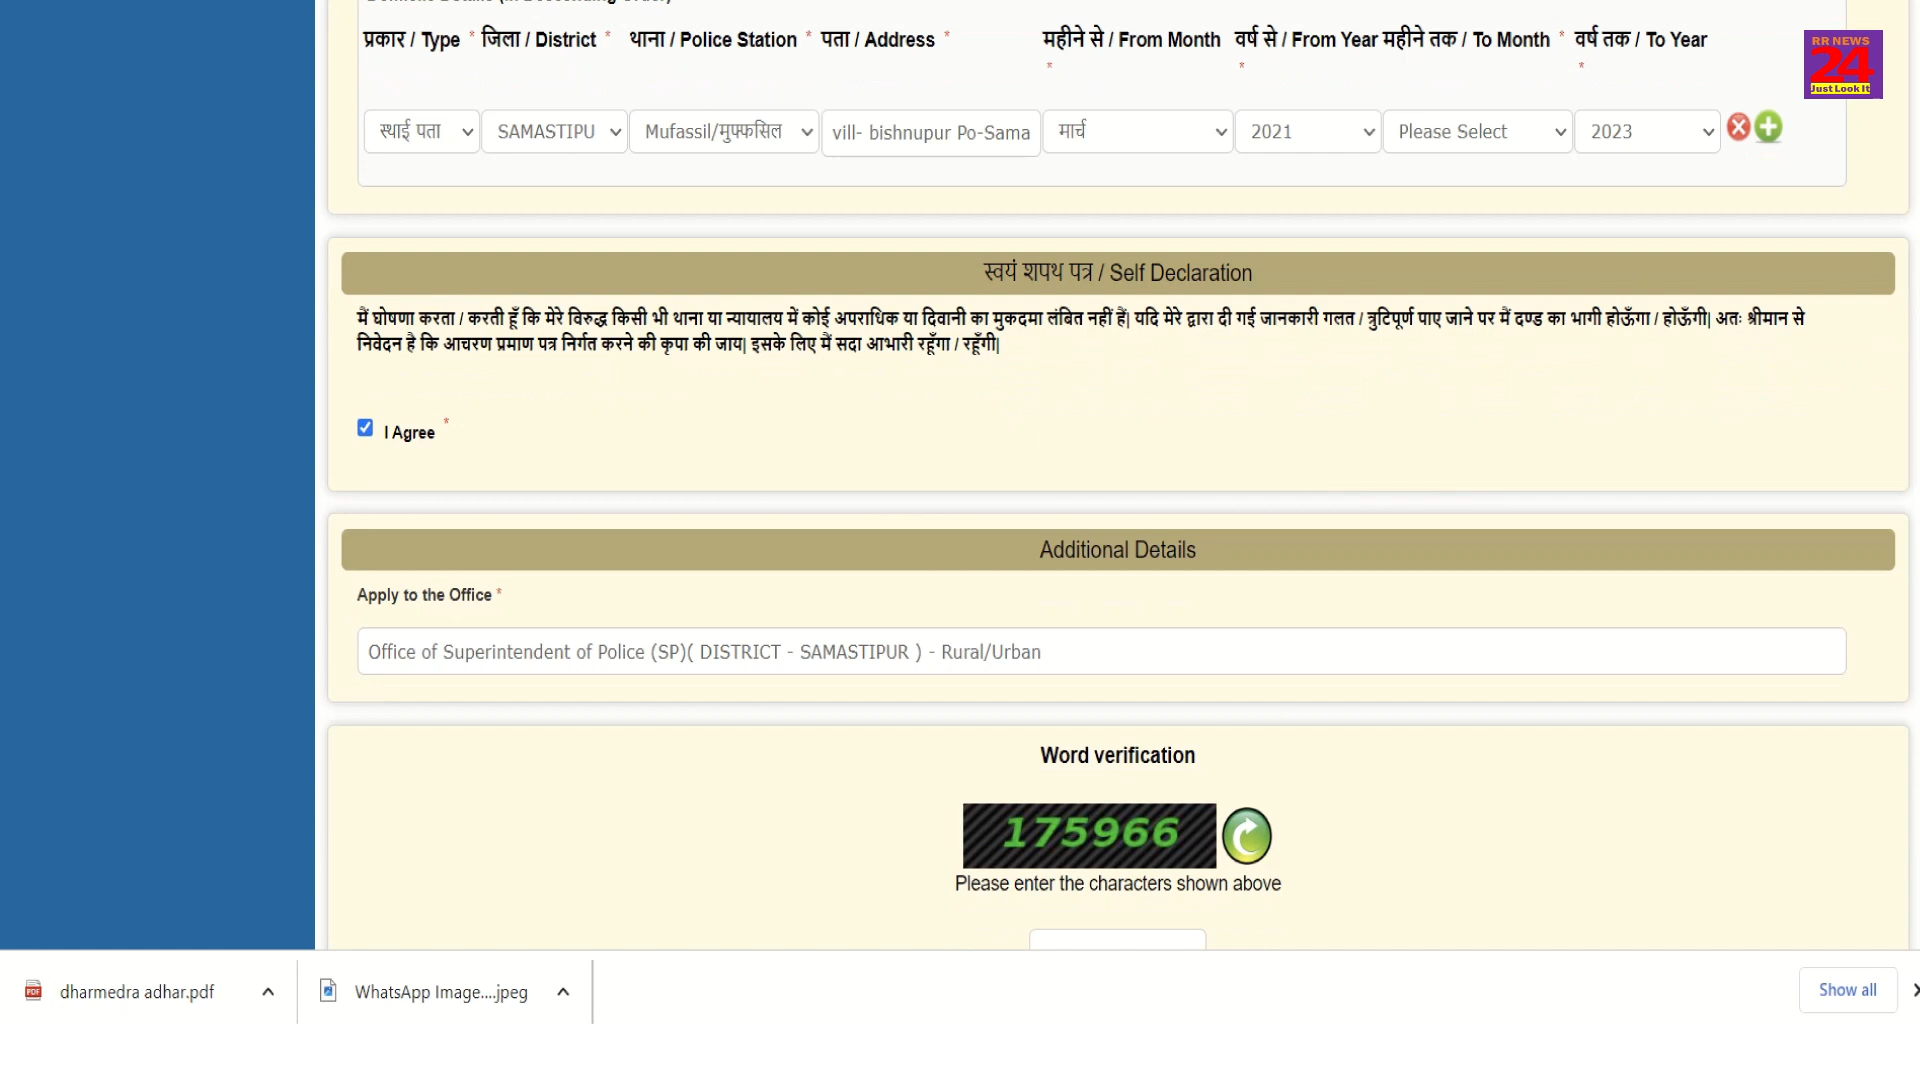 प्रकार / Type * जिला / District * थाना / Police Station * पता / Address * महीने से / From Month * वर्ष से / From Year * महीने तक / To Month * वर्ष तक / To Year *
RR NEWS
24
Just Look It
स्थाई पता SAMASTIPU Mufassil/मुफ्फसिल vill- bishnupur Po-Sama मार्च 2021 Please Select 2023
स्वयं शपथ पत्र / Self Declaration
मैं घोषणा करता / करती हूँ कि मेरे विरुद्ध किसी भी थाना या न्यायालय में कोई अपराधिक या दिवानी का मुकदमा लंबित नहीं हैं| यदि मेरे द्वारा दी गई जानकारी गलत / त्रुटिपूर्ण पाए जाने पर मैं दण्ड का भागी होऊँगा / होऊँगी| अतः श्रीमान से
निवेदन है कि आचरण प्रमाण पत्र निर्गत करने की कृपा की जाय| इसके लिए मैं सदा आभारी रहूँगा / रहूँगी|
I Agree *
Additional Details
Apply to the Office *
Office of Superintendent of Police (SP)( DISTRICT - SAMASTIPUR ) - Rural/Urban
Word verification
175966
Please enter the characters shown above
dharmedra adhar.pdf WhatsApp Image....jpeg Show all